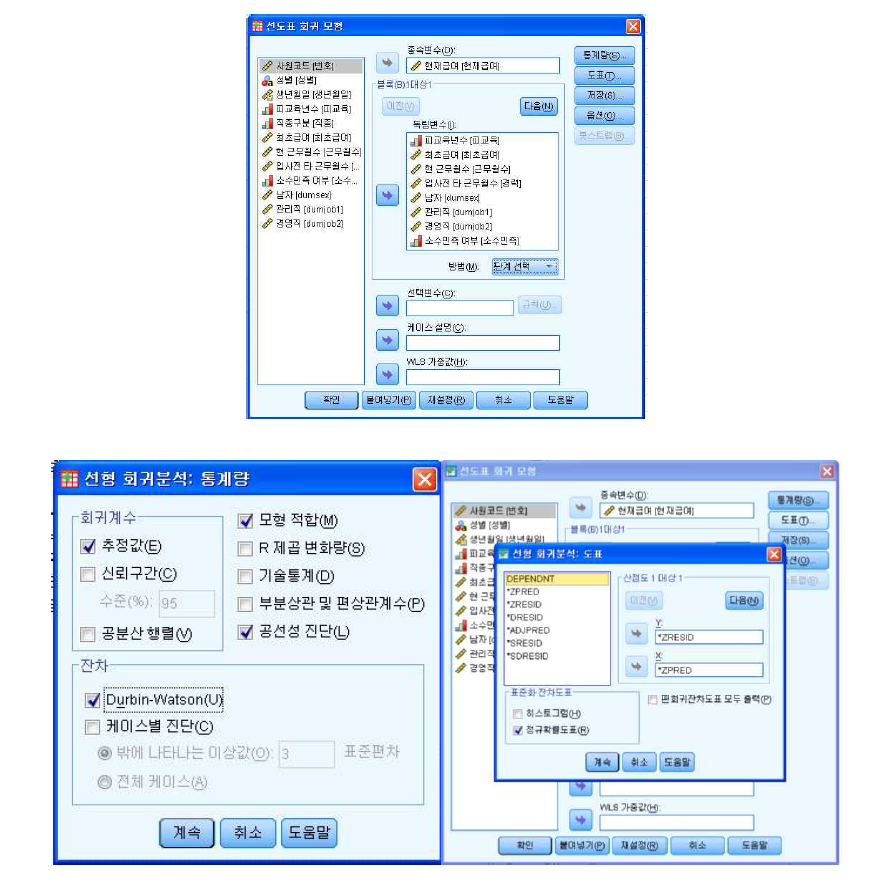 선도표 회귀 모형
사원코드 [번호]
성별 [성별]
생년월일 [생년월일]
피교육년수 [피교육]
직종구분 [직종]
최초급여 [최초급여]
현 근무월수 [근무월수]
입사전 타 근무월수 [...
소수민족 여부 [소수...
남자 [dumsex]
관리직 [dumjob1]
경영직 [dumjob2]
종속변수(D):
현재급여 [현재급여]
블록(B)1대상1
이전(V)
다음(N)
독립변수(I):
피교육년수 [피교육]
최초급여 [최초급여]
현 근무월수 [근무월수]
입사전 타 근무월수 [경력]
남자 [dumsex]
관리직 [dumjob1]
경영직 [dumjob2]
소수민족 여부 [소수민족]
방법(M): 단계 선택
선택변수(C):
규칙(U)...
케이스 설명(C):
WLS 가중값(H):
통계량(S)...
도표(T)...
저장(S)...
옵션(O)...
붓스트랩(B)...
확인
붙여넣기(P)
재설정(R)
취소
도움말
선형 회귀분석: 통계량
회귀계수
추정값(E)
신뢰구간(C)
수준(%): 95
공분산 행렬(V)
모형 적합(M)
R 제곱 변화량(S)
기술통계(D)
부분상관 및 편상관계수(P)
공선성 진단(L)
잔차
Durbin-Watson(U)
케이스별 진단(C)
밖에 나타나는 이상값(O): 3 표준편차
전체 케이스(A)
계속
취소
도움말
선도표 회귀 모형
사원코드 [번호]
성별 [성별]
생년월일 [생년월일]
피교
직종구
최초급
현 근무
입사전
소수민
남자 [d
관리직
경영직
종속변수(D):
현재급여 [현재급여]
블록(B)1대상1
통계량(S)...
도표(T)...
저장(S)...
옵션(O)...
선형 회귀분석: 도표
DEPENDNT
*ZPRED
*ZRESID
*DRESID
*ADJPRED
*SRESID
*SDRESID
산점도 1 대상 1
이전(V)
다음(N)
Y:
*ZRESID
X:
*ZPRED
표준화 잔차도표
히스토그램(H)
정규확률도표(R)
편회귀잔차도표 모두 출력(P)
계속
취소
도움말
WLS 가중값(H):
확인
붙여넣기(P)
재설정(R)
취소
도움말